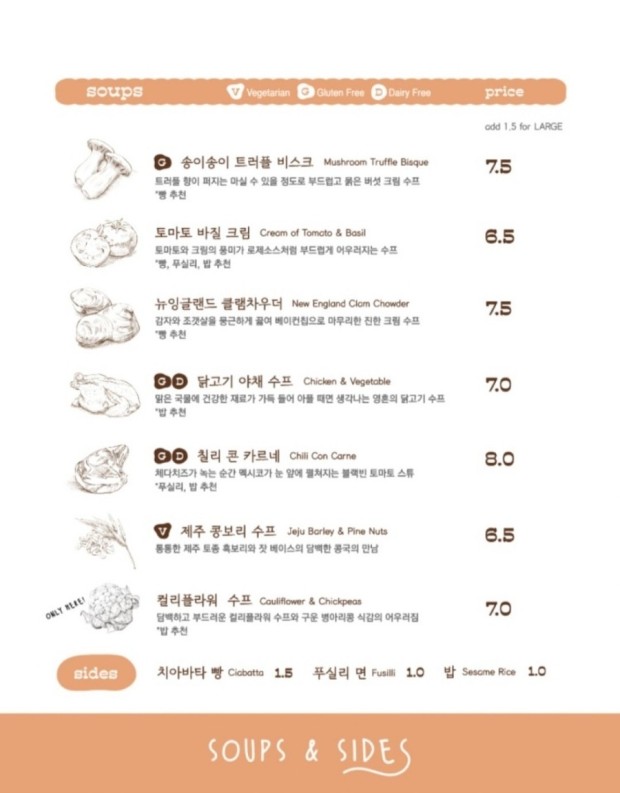 soups V Vegetarian G Gluten Free D Dairy Free price
add 1.5 for LARGE
G 송이송이 트러플 비스크 Mushroom Truffle Bisque 7.5
트러플 향이 퍼지는 마실 수 있을 정도로 부드럽고 묽은 버섯 크림 수프
*빵 추천
토마토 바질 크림 Cream of Tomato & Basil 6.5
토마토와 크림의 풍미가 로제소스처럼 부드럽게 어우러지는 수프
*빵, 푸실리, 밥 추천
뉴잉글랜드 클램차우더 New England Clam Chowder 7.5
감자와 조갯살을 뭉근하게 끓여 베이컨칩으로 마무리한 진한 크림 수프
*빵 추천
G D 닭고기 야채 수프 Chicken & Vegetable 7.0
맑은 국물에 건강한 재료가 가득 들어 아플 때면 생각나는 영혼의 닭고기 수프
*밥 추천
G D 칠리 콘 카르네 Chili Con Carne 8.0
체다치즈가 녹는 순간 멕시코가 눈 앞에 펼쳐지는 블랙빈 토마토 스튜
*푸실리, 밥 추천
V 제주 콩보리 수프 Jeju Barley & Pine Nuts 6.5
통통한 제주 토종 흑보리와 잣 베이스의 담백한 콩국의 만남
ONLY HERE!
컬리플라워 수프 Cauliflower & Chickpeas 7.0
담백하고 부드러운 컬리플라워 수프와 구운 병아리콩 식감의 어우러짐
*밥 추천
sides 치아바타 빵 Ciabatta 1.5 푸실리 면 Fusilli 1.0 밥 Sesame Rice 1.0
SOUPS & SIDES